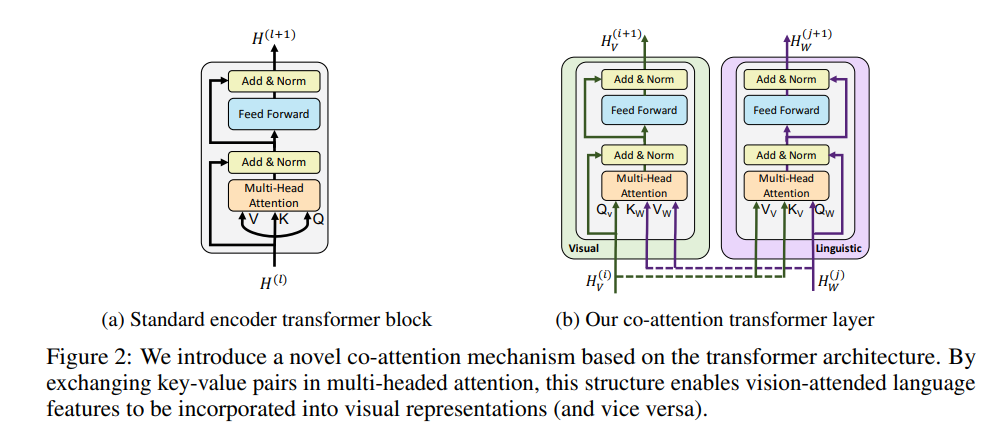 H^(l+1)
Add & Norm
Feed Forward
Add & Norm
Multi-Head
Attention
V K Q
H^(l)
(a) Standard encoder transformer block
H_V^(i+1)
Add & Norm
Feed Forward
Add & Norm
Multi-Head
Attention
Q_v K_W V_W
Visual
H_V^(i)
H_W^(j+1)
Add & Norm
Feed Forward
Add & Norm
Multi-Head
Attention
V_V K_V Q_W
Linguistic
H_W^(j)
(b) Our co-attention transformer layer
Figure 2: We introduce a novel co-attention mechanism based on the transformer architecture. By
exchanging key-value pairs in multi-headed attention, this structure enables vision-attended language
features to be incorporated into visual representations (and vice versa).